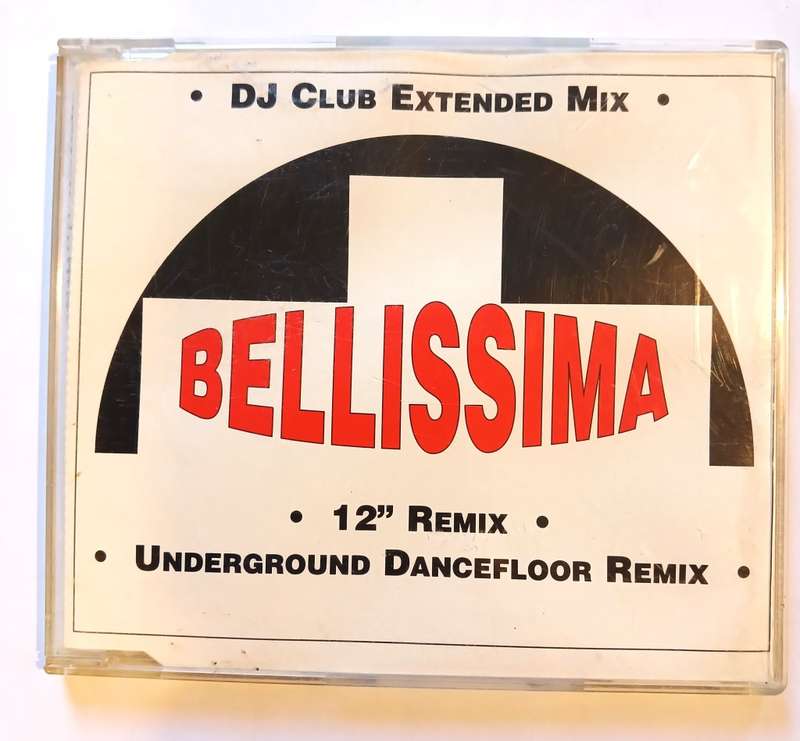 • DJ Club Extended Mix •
BELLISSIMA
• 12” Remix •
• Underground Dancefloor Remix •